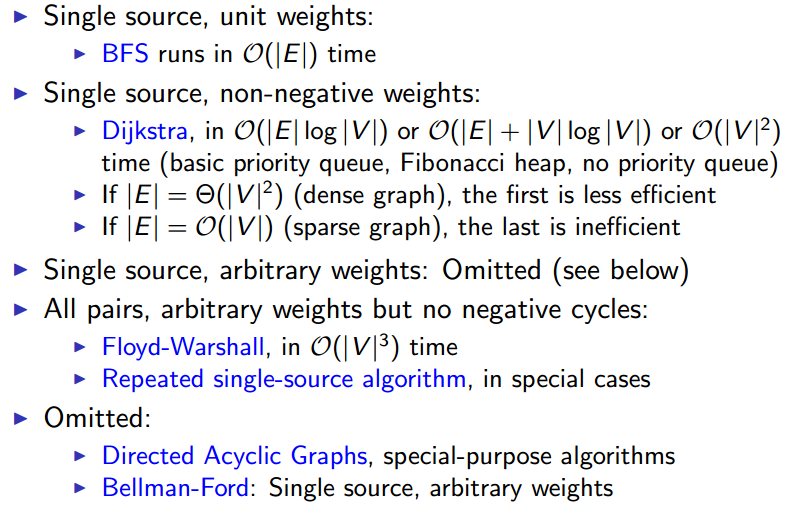 ▶ Single source, unit weights:
▶ BFS runs in O(|E|) time
▶ Single source, non-negative weights:
▶ Dijkstra, in O(|E| log |V|) or O(|E| + |V| log |V|) or O(|V|²)
time (basic priority queue, Fibonacci heap, no priority queue)
▶ If |E| = Θ(|V|²) (dense graph), the first is less efficient
▶ If |E| = O(|V|) (sparse graph), the last is inefficient
▶ Single source, arbitrary weights: Omitted (see below)
▶ All pairs, arbitrary weights but no negative cycles:
▶ Floyd-Warshall, in O(|V|³) time
▶ Repeated single-source algorithm, in special cases
▶ Omitted:
▶ Directed Acyclic Graphs, special-purpose algorithms
▶ Bellman-Ford: Single source, arbitrary weights